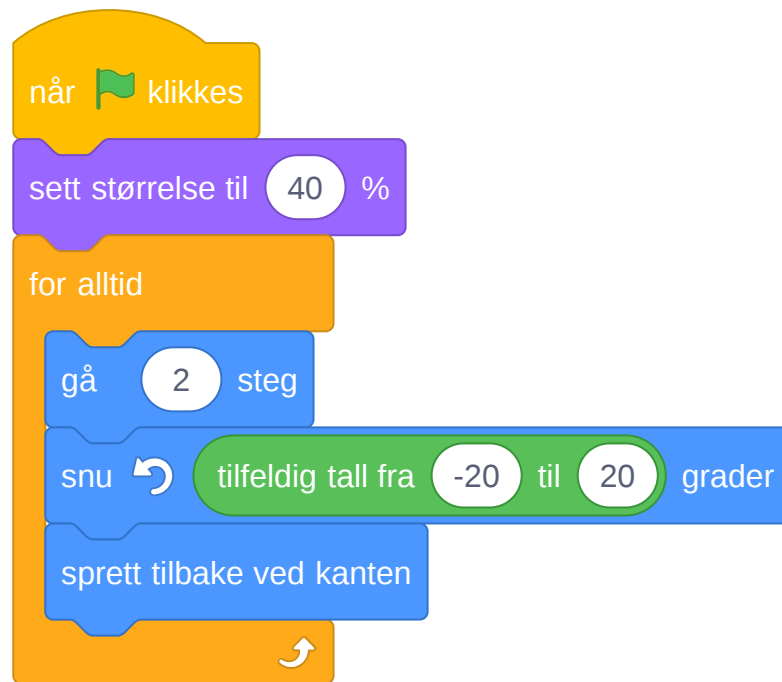 når klikkes
sett størrelse til 40 %
for alltid
gå 2 steg
snu tilfeldig tall fra -20 til 20 grader
sprett tilbake ved kanten